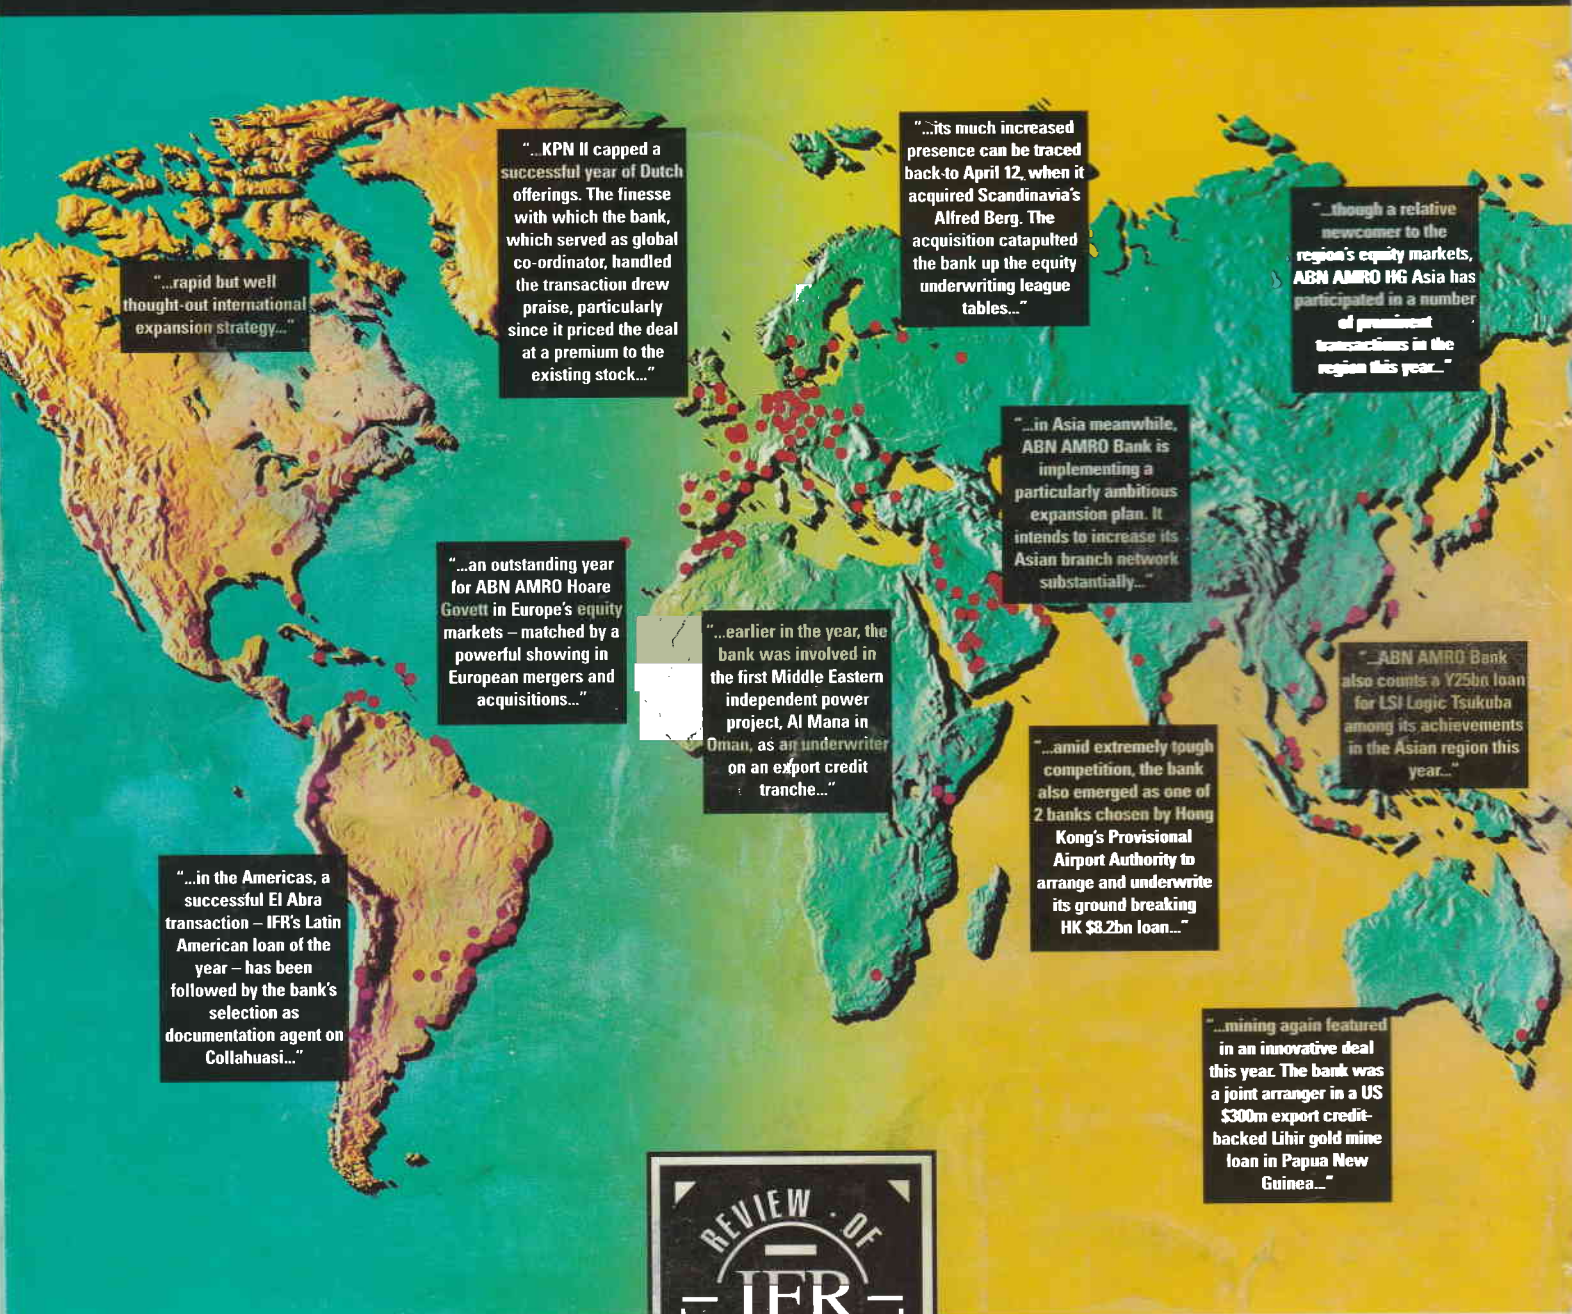 "...rapid but well
thought-out international
expansion strategy..."
"...KPN II capped a
successful year of Dutch
offerings. The finesse
with which the bank,
which served as global
co-ordinator, handled
the transaction drew
praise, particularly
since it priced the deal
at a premium to the
existing stock..."
"...its much increased
presence can be traced
back to April 12, when it
acquired Scandinavia's
Alfred Berg. The
acquisition catapulted
the bank up the equity
underwriting league
tables..."
"...though a relative
newcomer to the
region's equity markets,
ABN AMRO HG Asia has
participated in a number
of prominent
transactions in the
region this year..."
"...in Asia meanwhile,
ABN AMRO Bank is
implementing a
particularly ambitious
expansion plan. It
intends to increase its
Asian branch network
substantially..."
"...an outstanding year
for ABN AMRO Hoare
Govett in Europe's equity
markets – matched by a
powerful showing in
European mergers and
acquisitions..."
"...earlier in the year, the
bank was involved in
the first Middle Eastern
independent power
project, Al Mana in
Oman, as an underwriter
on an export credit
tranche..."
"...ABN AMRO Bank
also counts a Y25bn loan
for LSI Logic Tsukuba
among its achievements
in the Asian region this
year..."
"...amid extremely tough
competition, the bank
also emerged as one of
2 banks chosen by Hong
Kong's Provisional
Airport Authority to
arrange and underwrite
its ground breaking
HK $8.2bn loan..."
"...in the Americas, a
successful El Abra
transaction – IFR's Latin
American loan of the
year – has been
followed by the bank's
selection as
documentation agent on
Collahuasi..."
"...mining again featured
in an innovative deal
this year. The bank was
a joint arranger in a US
$300m export credit-
backed Lihir gold mine
loan in Papua New
Guinea..."
REVIEW · OF
IFR